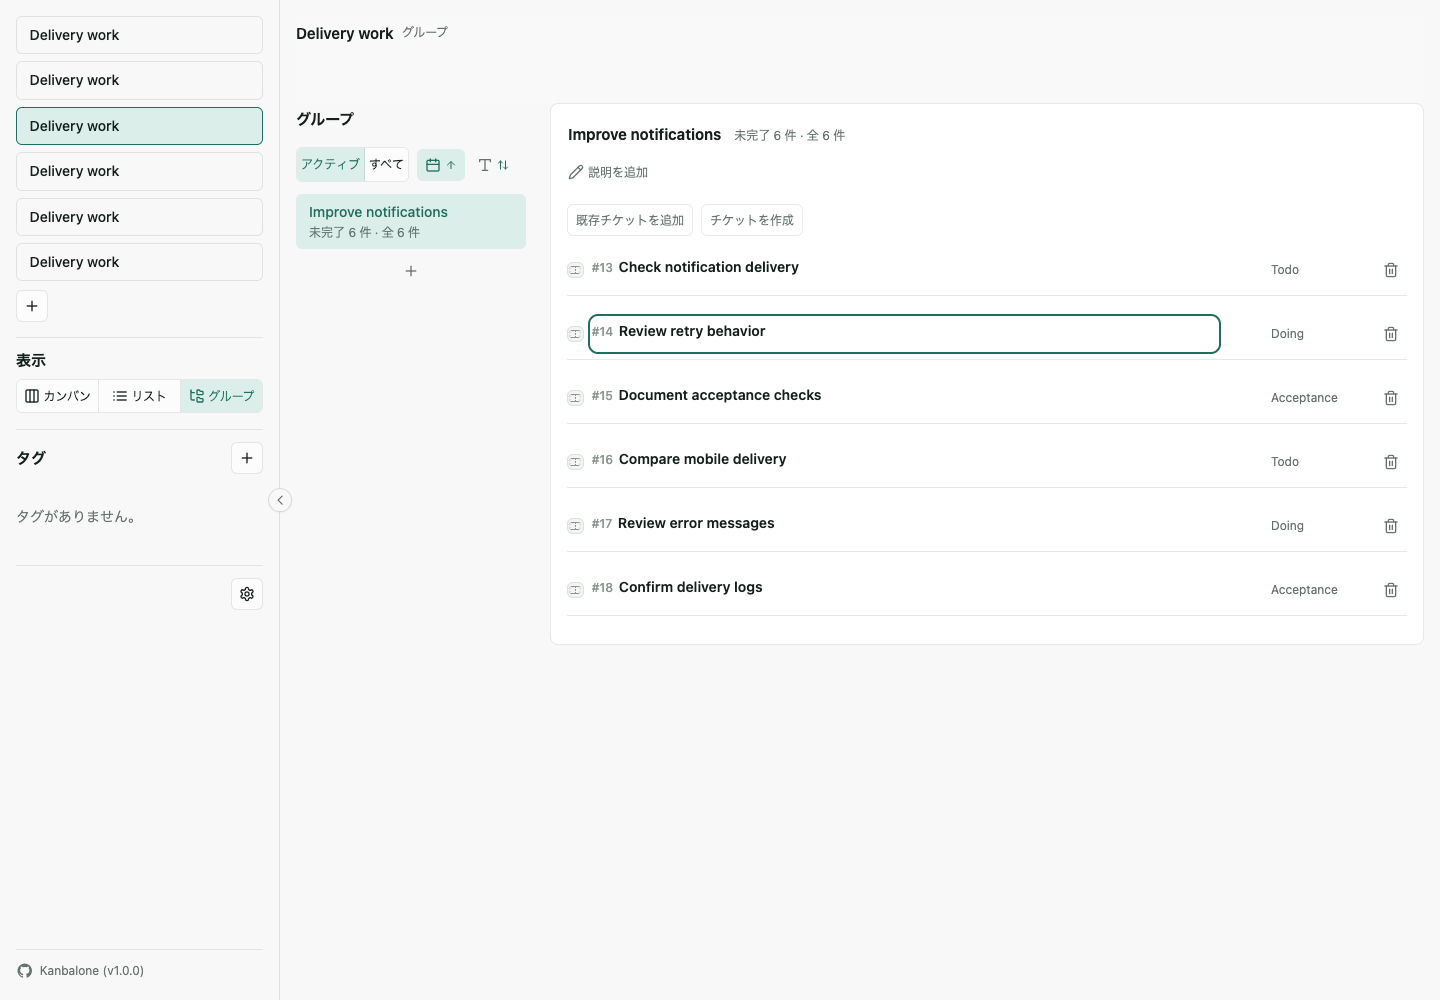 Delivery work
Delivery work
Delivery work
Delivery work
Delivery work
Delivery work
表示
カンバン リスト グループ
タグ
タグがありません。
Kanbalone (v1.0.0)
Delivery work グループ
グループ
アクティブ すべて
Improve notifications
未完了 6 件 · 全 6 件
Improve notifications 未完了 6 件 · 全 6 件
説明を追加
既存チケットを追加 チケットを作成
#13 Check notification delivery Todo
#14 Review retry behavior Doing
#15 Document acceptance checks Acceptance
#16 Compare mobile delivery Todo
#17 Review error messages Doing
#18 Confirm delivery logs Acceptance